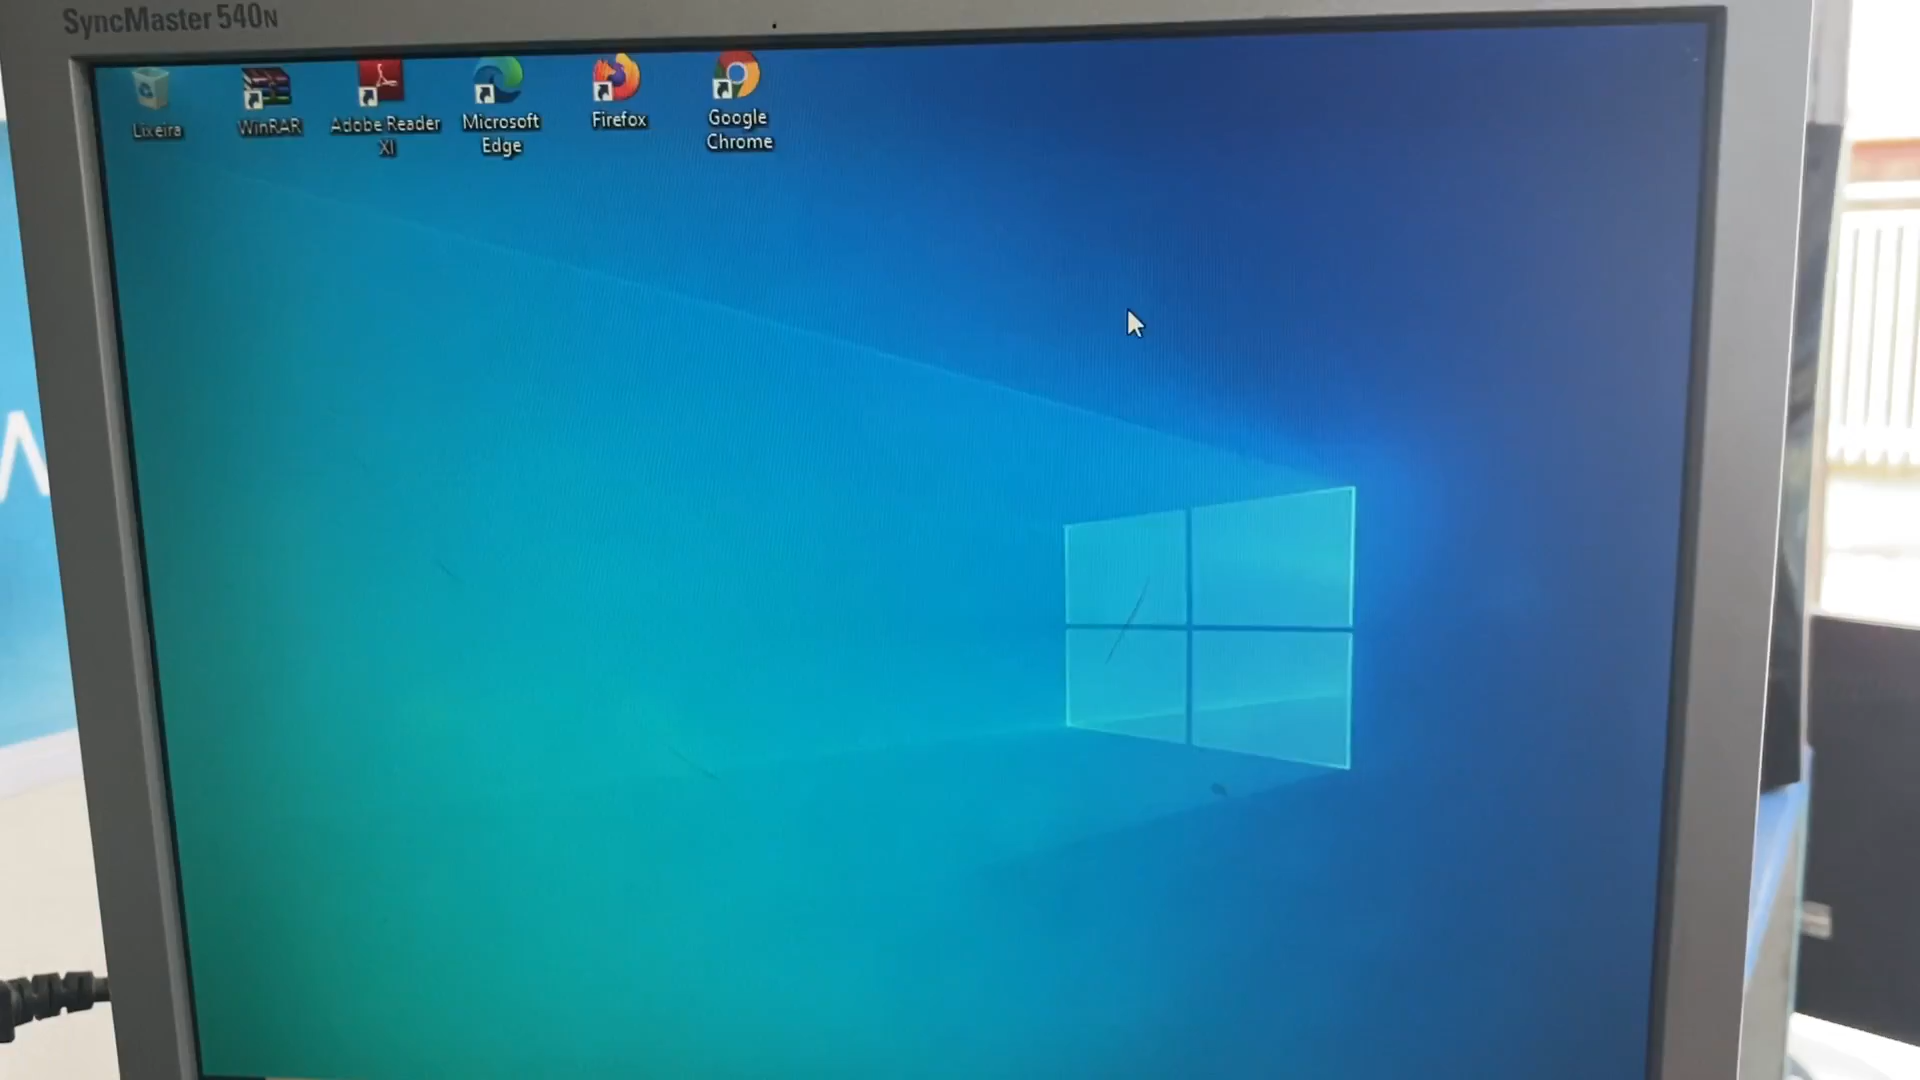 SyncMaster 540N
Lixeira
WinRAR
Adobe Reader
XI
Microsoft
Edge
Firefox
Google
Chrome